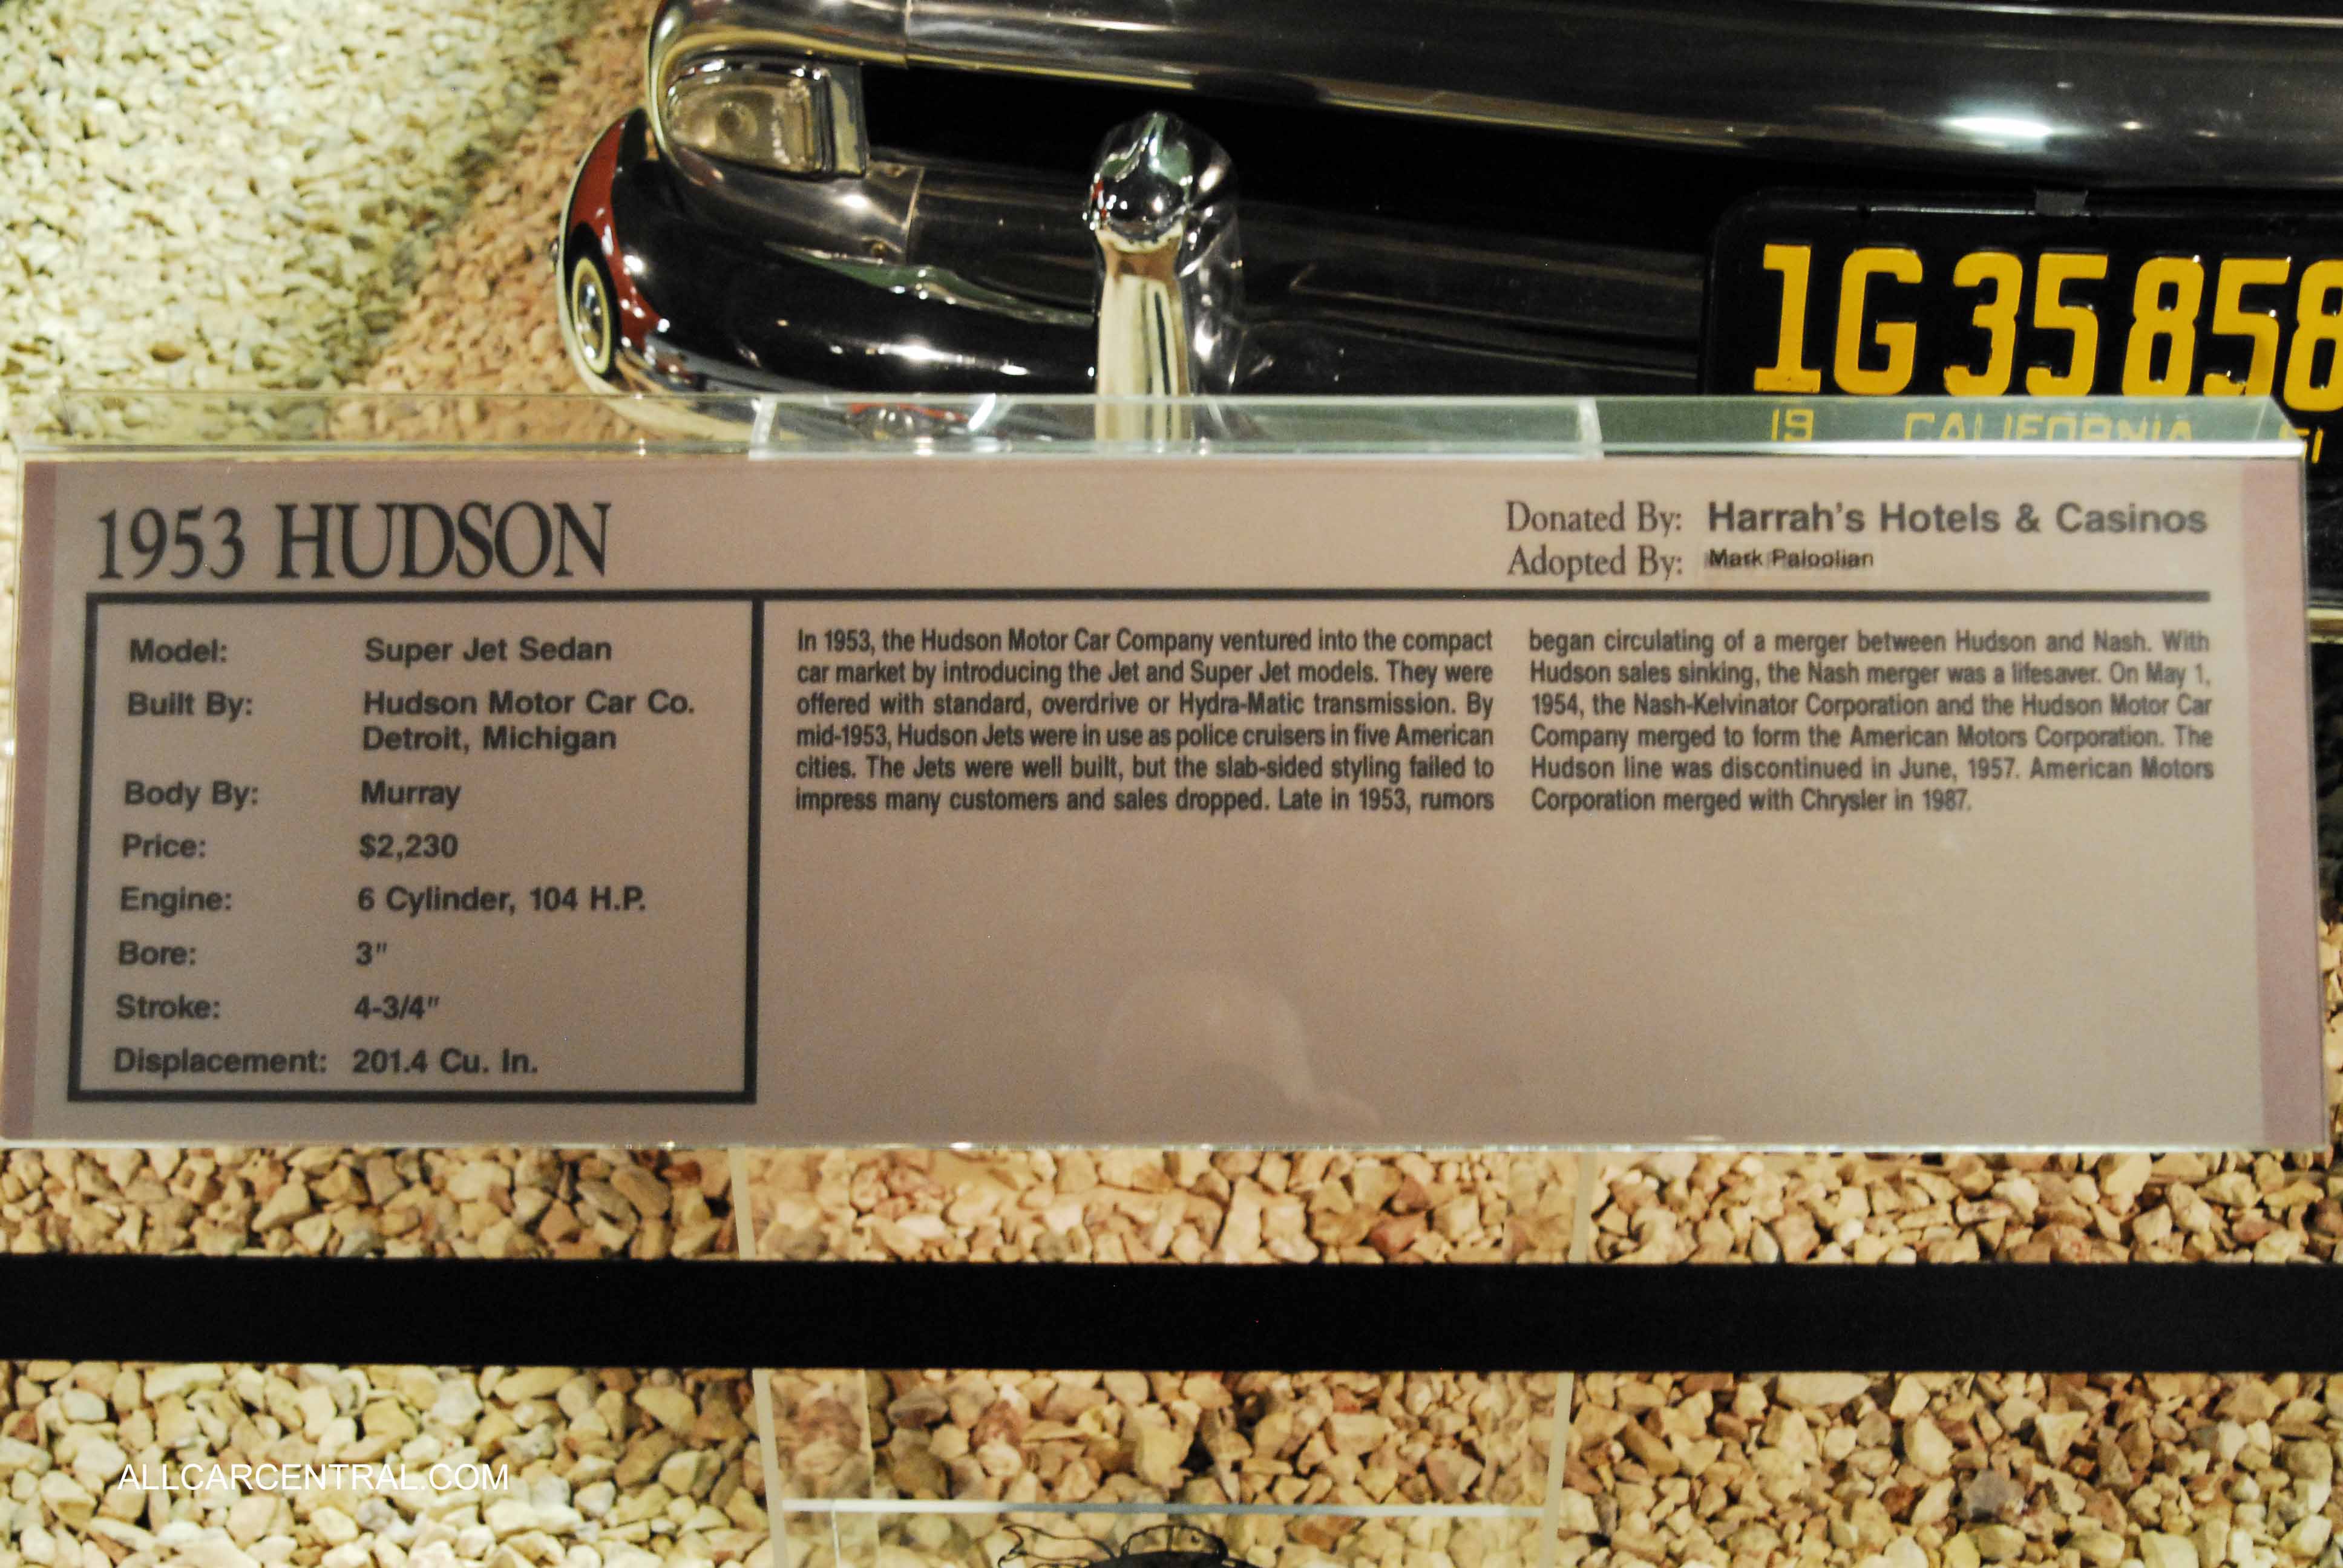 1G35858
19 CALIFORNIA 51
1953 HUDSON
Donated By: Harrah's Hotels & Casinos
Adopted By: Mark Paloolian
Model: Super Jet Sedan
Built By: Hudson Motor Car Co.
Detroit, Michigan
Body By: Murray
Price: $2,230
Engine: 6 Cylinder, 104 H.P.
Bore: 3"
Stroke: 4-3/4"
Displacement: 201.4 Cu. In.
In 1953, the Hudson Motor Car Company ventured into the compact
car market by introducing the Jet and Super Jet models. They were
offered with standard, overdrive or Hydra-Matic transmission. By
mid-1953, Hudson Jets were in use as police cruisers in five American
cities. The Jets were well built, but the slab-sided styling failed to
impress many customers and sales dropped. Late in 1953, rumors
began circulating of a merger between Hudson and Nash. With
Hudson sales sinking, the Nash merger was a lifesaver. On May 1,
1954, the Nash-Kelvinator Corporation and the Hudson Motor Car
Company merged to form the American Motors Corporation. The
Hudson line was discontinued in June, 1957. American Motors
Corporation merged with Chrysler in 1987.
ALLCARCENTRAL.COM